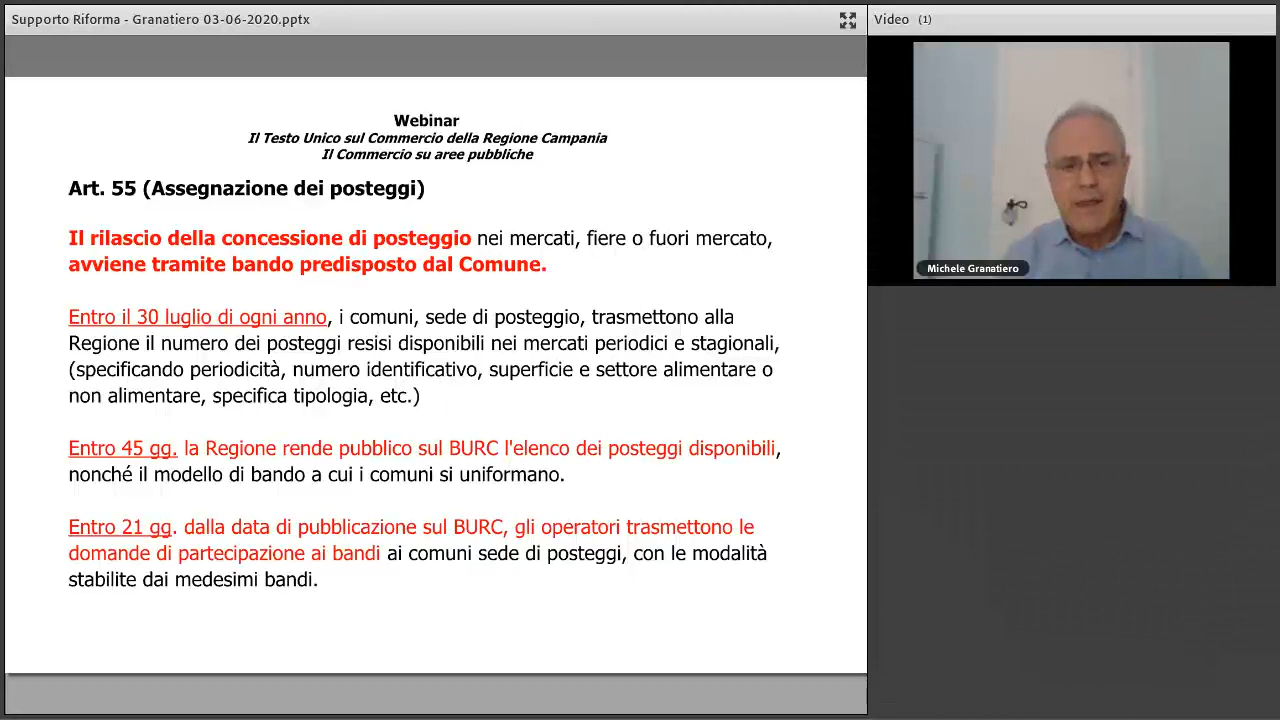 Supporto Riforma - Granatiero 03-06-2020.pptx
Video (1)
Webinar
Il Testo Unico sul Commercio della Regione Campania
Il Commercio su aree pubbliche
Art. 55 (Assegnazione dei posteggi)
Il rilascio della concessione di posteggio nei mercati, fiere o fuori mercato,
avviene tramite bando predisposto dal Comune.
Entro il 30 luglio di ogni anno, i comuni, sede di posteggio, trasmettono alla
Regione il numero dei posteggi resisi disponibili nei mercati periodici e stagionali,
(specificando periodicità, numero identificativo, superficie e settore alimentare o
non alimentare, specifica tipologia, etc.)
Entro 45 gg. la Regione rende pubblico sul BURC l'elenco dei posteggi disponibili,
nonché il modello di bando a cui i comuni si uniformano.
Entro 21 gg. dalla data di pubblicazione sul BURC, gli operatori trasmettono le
domande di partecipazione ai bandi ai comuni sede di posteggi, con le modalità
stabilite dai medesimi bandi.
Michele Granatiero